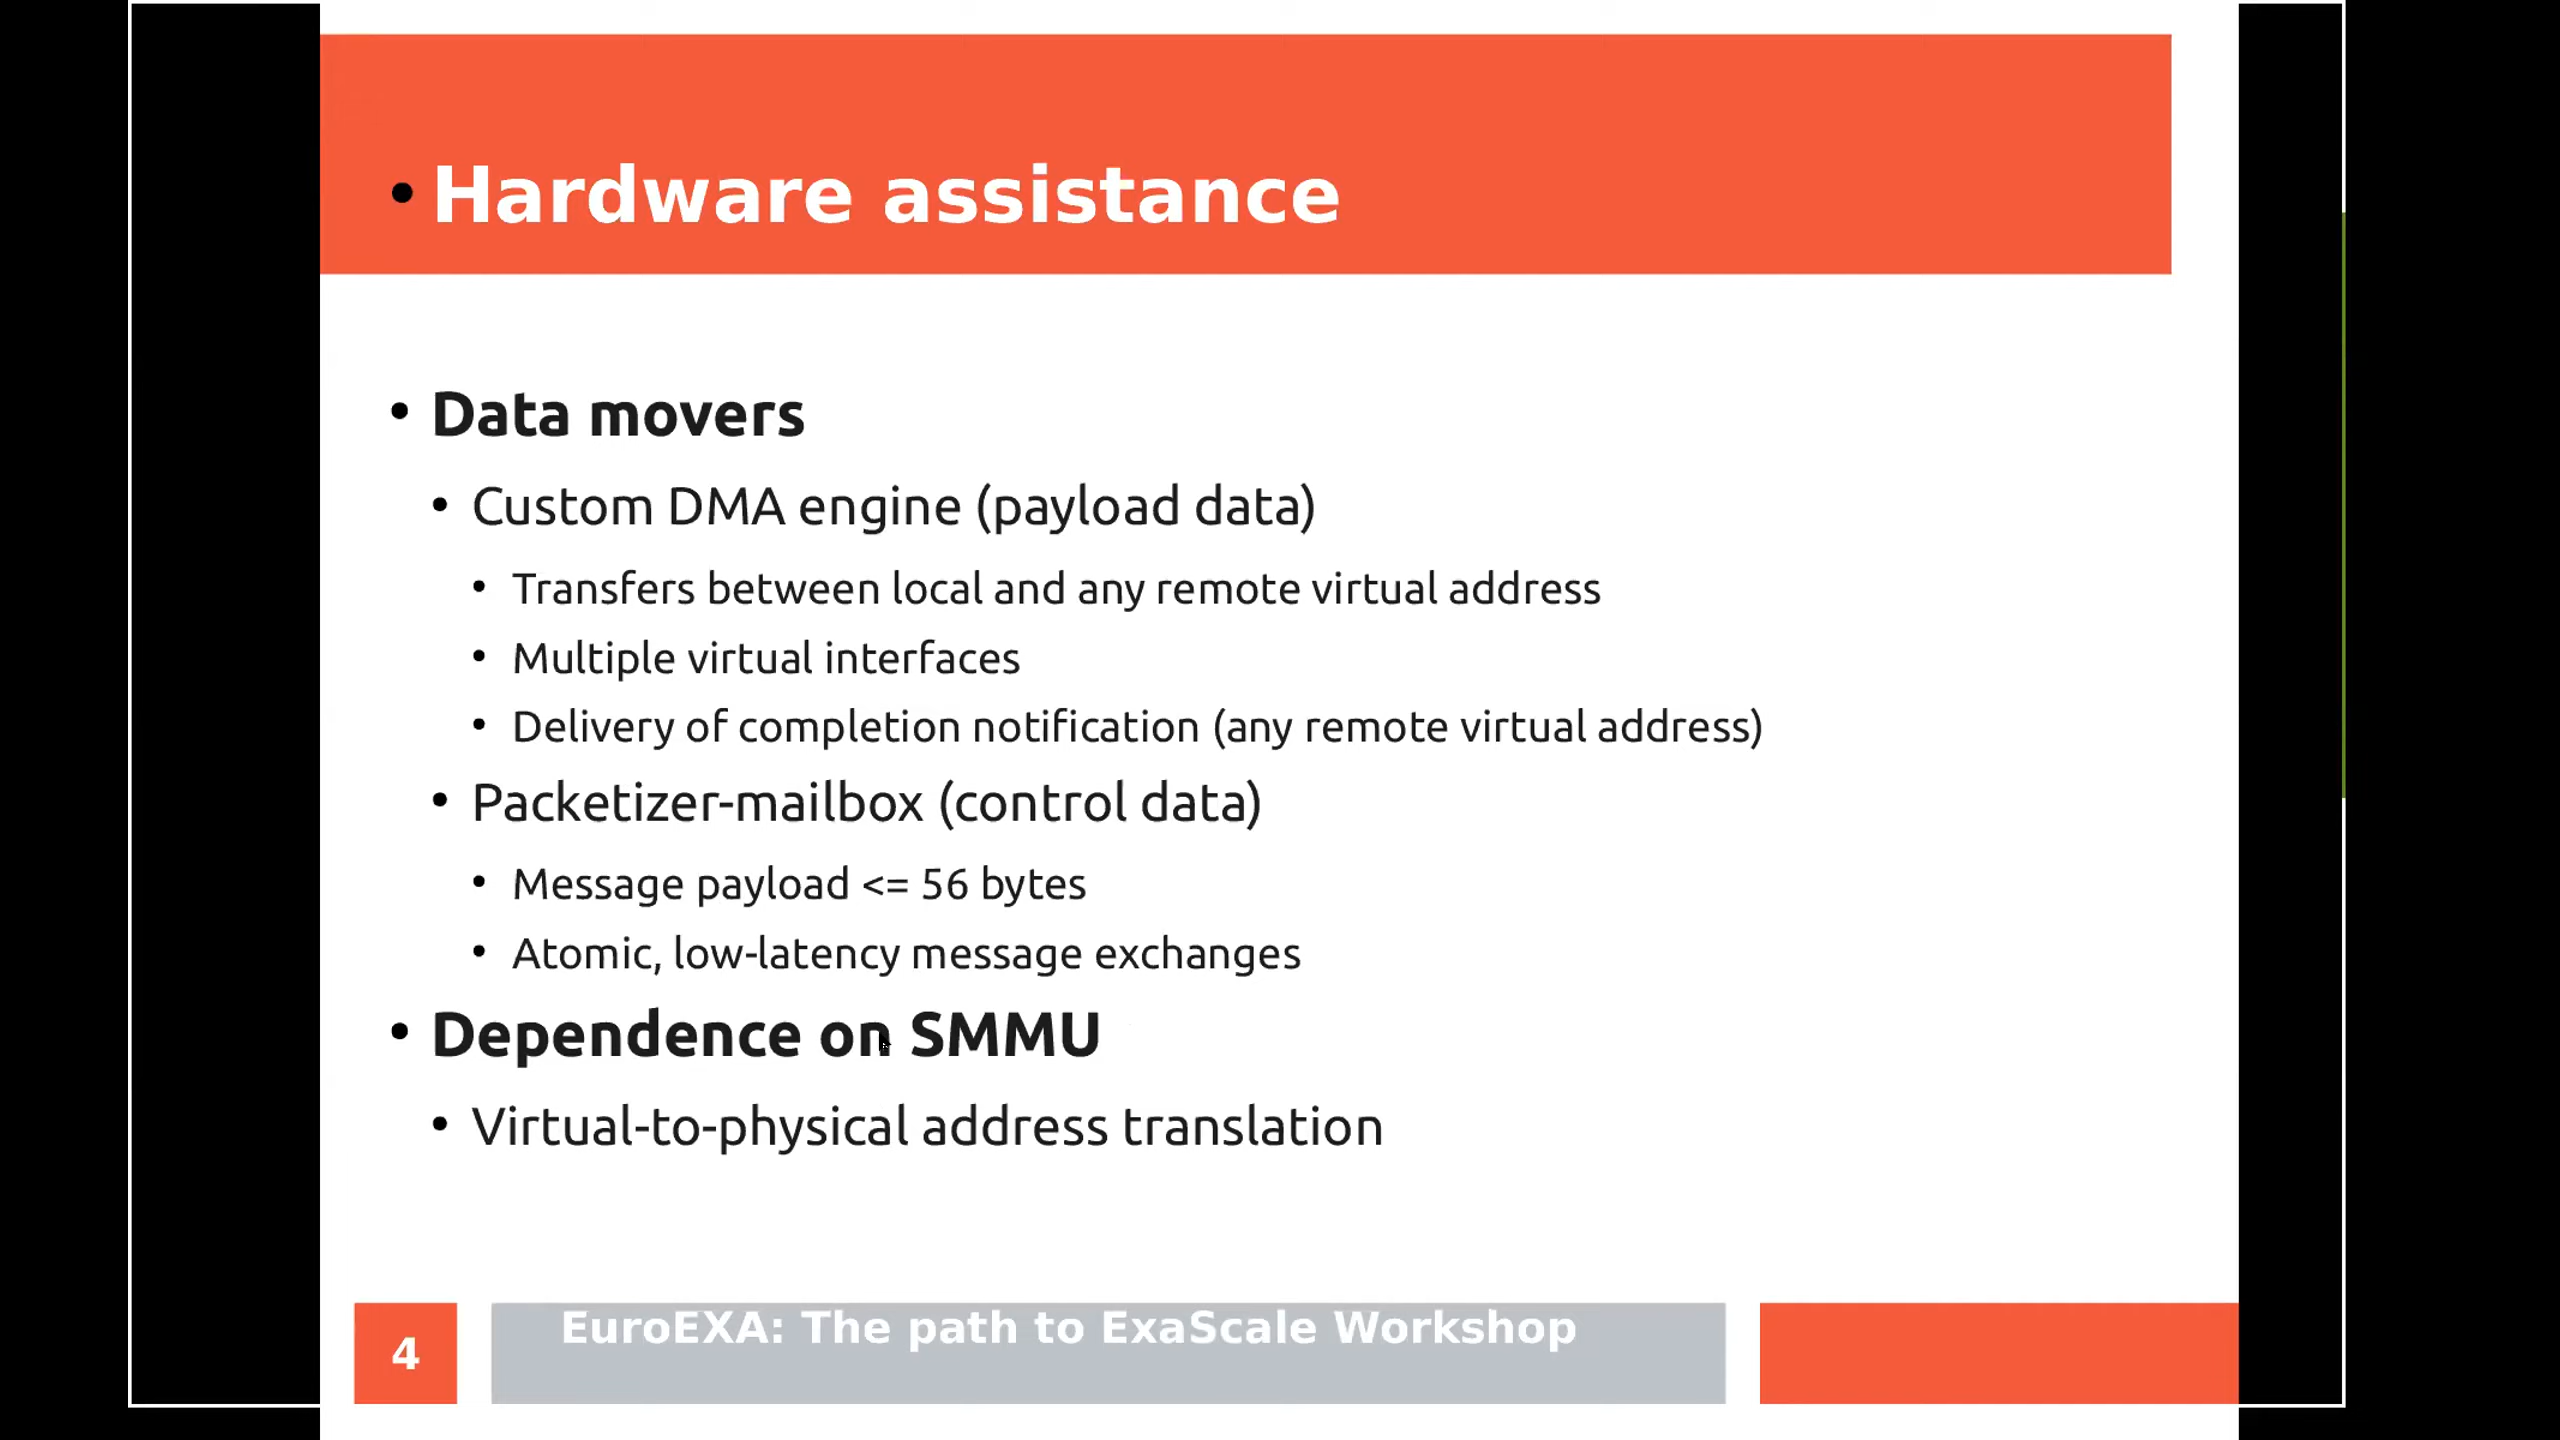 • Hardware assistance
• Data movers
• Custom DMA engine (payload data)
• Transfers between local and any remote virtual address
• Multiple virtual interfaces
• Delivery of completion notification (any remote virtual address)
• Packetizer-mailbox (control data)
• Message payload <= 56 bytes
• Atomic, low-latency message exchanges
• Dependence on SMMU
• Virtual-to-physical address translation
4
EuroEXA: The path to ExaScale Workshop